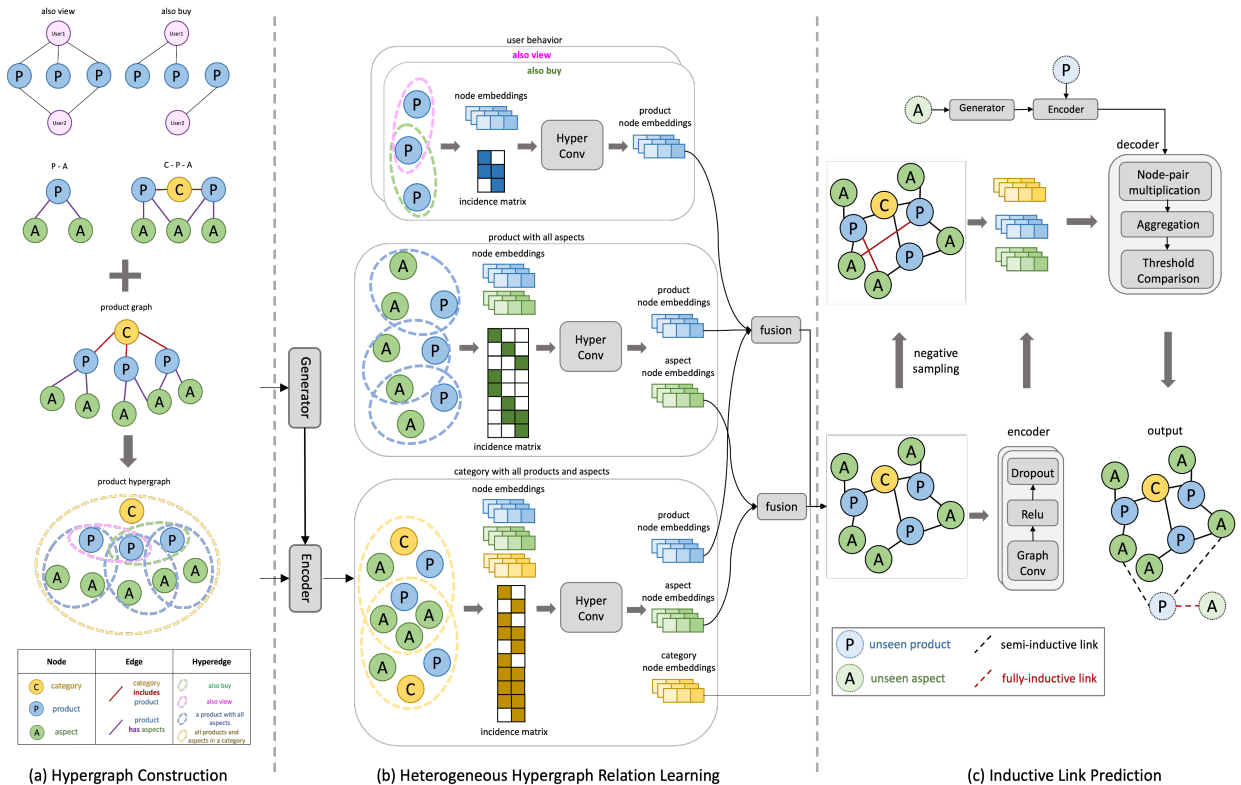 also view
also buy
User1
User1
P
P
P
P
P
P
User2
User2
P - A
C - P - A
P
P
C
P
A
A
A
A
A
product graph
C
P
P
P
A
A
A
A
A
product hypergraph
C
P
P
P
A
A
A
A
A
Node
Edge
Hyperedge
C
category
P
product
A
aspect
category
includes
product
product
has aspects
also buy
also view
a product with all
aspects
all products and
aspects in a category
(a) Hypergraph Construction
Generator
Encoder
user behavior
also view
also buy
P
P
P
node embeddings
incidence matrix
Hyper
Conv
product
node embeddings
product with all aspects
A
A
P
A
P
A
P
A
node embeddings
incidence matrix
Hyper
Conv
product
node embeddings
aspect
node embeddings
category with all products and aspects
C
A
P
P
A
A
A
A
P
C
node embeddings
incidence matrix
Hyper
Conv
product
node embeddings
aspect
node embeddings
category
node embeddings
fusion
fusion
(b) Heterogeneous Hypergraph Relation Learning
P
A
Generator
Encoder
decoder
Node-pair
multiplication
Aggregation
Threshold
Comparison
A
A
C
P
P
A
P
A
A
negative
sampling
A
A
C
P
P
A
P
A
A
encoder
Dropout
Relu
Graph
Conv
output
A
A
C
P
P
A
P
A
A
P
A
P
unseen product
semi-inductive link
A
unseen aspect
fully-inductive link
(c) Inductive Link Prediction